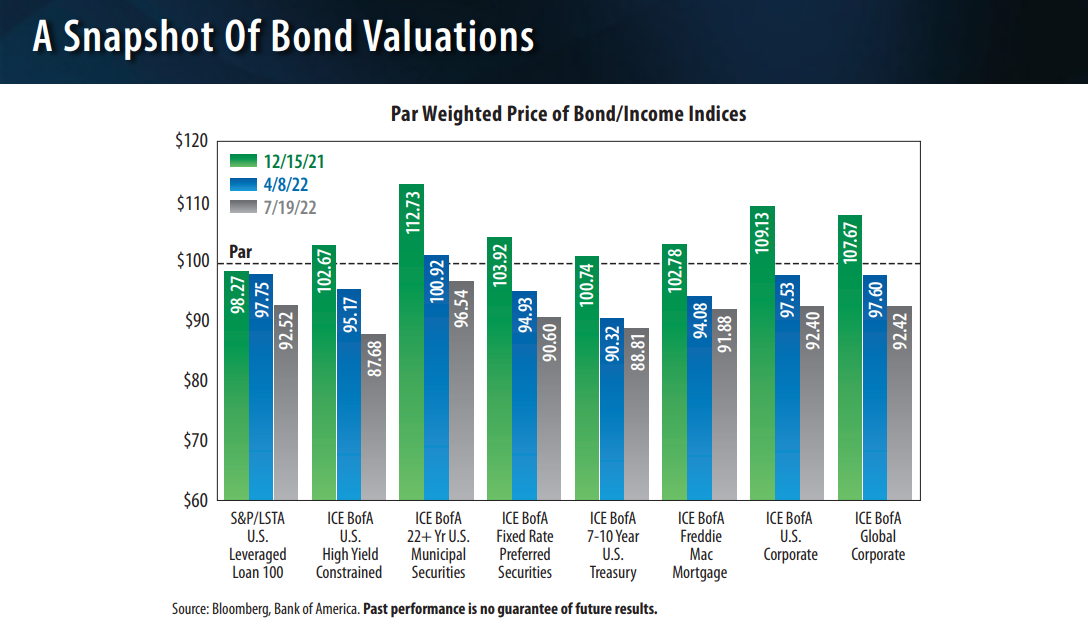 A Snapshot Of Bond Valuations
Par Weighted Price of Bond/Income Indices
$120
$110
$100
$90
$80
$70
$60
12/15/21
4/8/22
7/19/22
Par
98.27
97.75
92.52
102.67
95.17
87.68
112.73
100.92
96.54
103.92
94.93
90.60
100.74
90.32
88.81
102.78
94.08
91.88
109.13
97.53
92.40
107.67
97.60
92.42
S&P/LSTA
U.S.
Leveraged
Loan 100
ICE BofA
U.S.
High Yield
Constrained
ICE BofA
22+ Yr U.S.
Municipal
Securities
ICE BofA
Fixed Rate
Preferred
Securities
ICE BofA
7-10 Year
U.S.
Treasury
ICE BofA
Freddie
Mac
Mortgage
ICE BofA
U.S.
Corporate
ICE BofA
Global
Corporate
Source: Bloomberg, Bank of America. Past performance is no guarantee of future results.